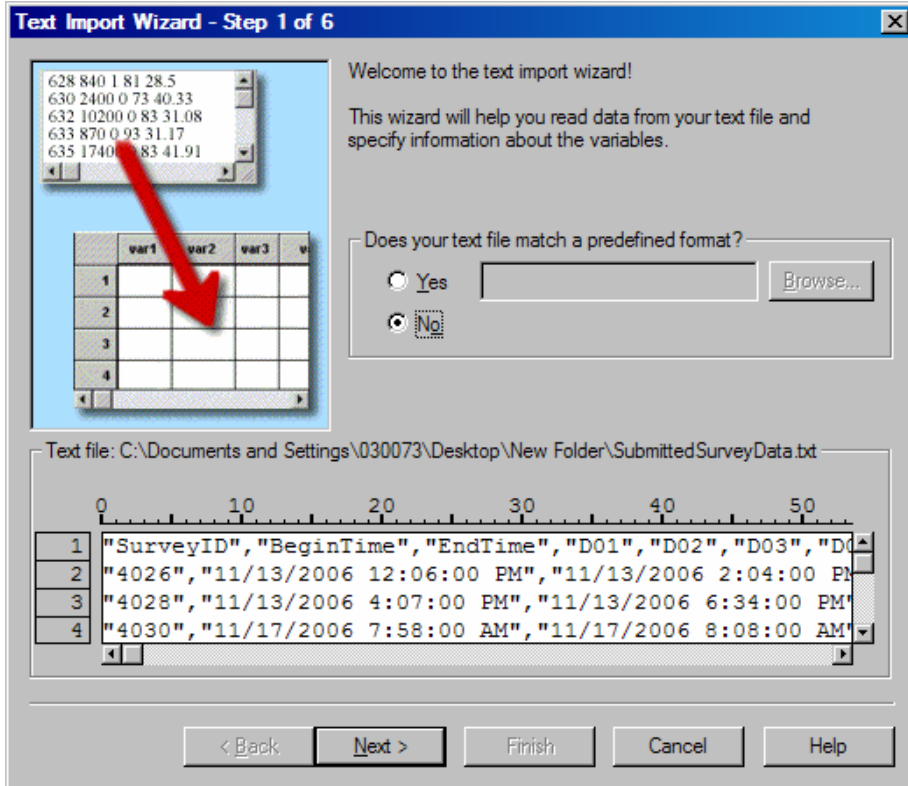 Text Import Wizard - Step 1 of 6
628 840 1 81 28.5
630 2400 0 73 40.33
632 10200 0 83 31.08
633 870 0 93 31.17
635 1740 83 41.91
var1 var2 var3 v
1
2
3
4
Welcome to the text import wizard!
This wizard will help you read data from your text file and
specify information about the variables.
Does your text file match a predefined format?
Yes
Browse...
No
Text file: C:\Documents and Settings\030073\Desktop\New Folder\SubmittedSurveyData.txt
0 10 20 30 40 50
1 "SurveyID","BeginTime","EndTime","D01","D02","D03","D0
2 "4026","11/13/2006 12:06:00 PM","11/13/2006 2:04:00 PM
3 "4028","11/13/2006 4:07:00 PM","11/13/2006 6:34:00 PM"
4 "4030","11/17/2006 7:58:00 AM","11/17/2006 8:08:00 AM"
< Back Next > Finish Cancel Help